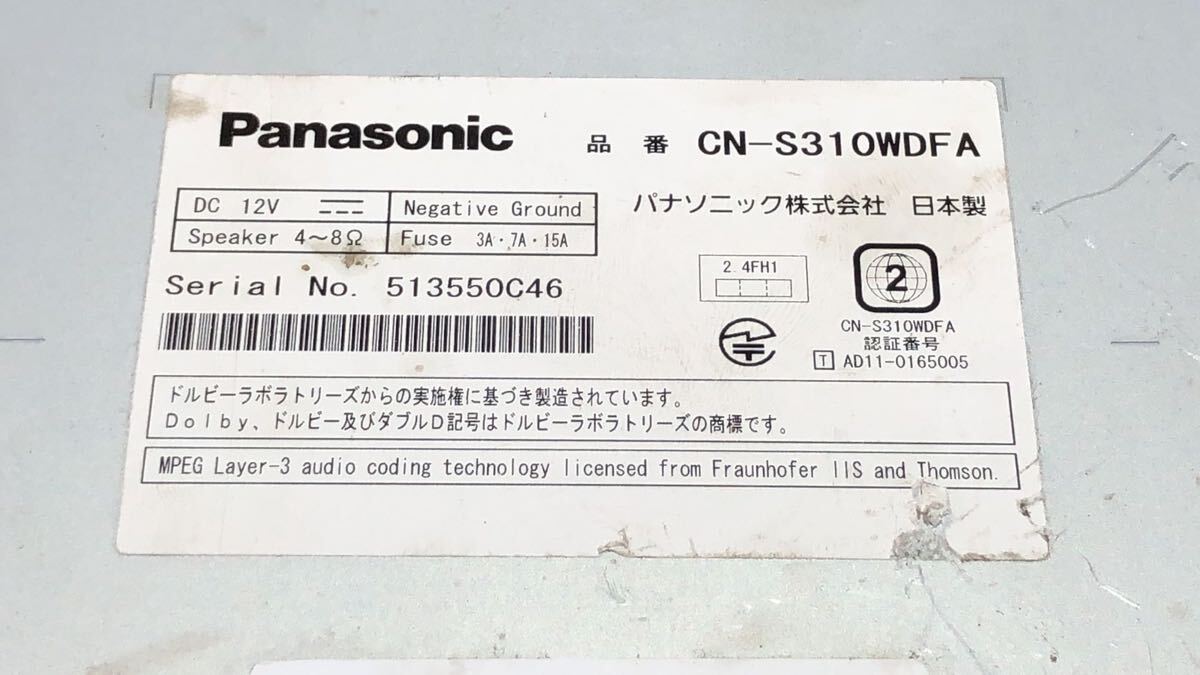 Panasonic 品番 CN-S310WDFA
DC 12V Negative Ground
Speaker 4～8Ω Fuse 3A・7A・15A
パナソニック株式会社 日本製
Serial No. 513550C46
2.4FH1
2
CN-S310WDFA
認証番号
T AD11-0165005
ドルビーラボラトリーズからの実施権に基づき製造されています。
Dolby、ドルビー及びダブルD記号はドルビーラボラトリーズの商標です。
MPEG Layer-3 audio coding technology licensed from Fraunhofer IIS and Thomson.